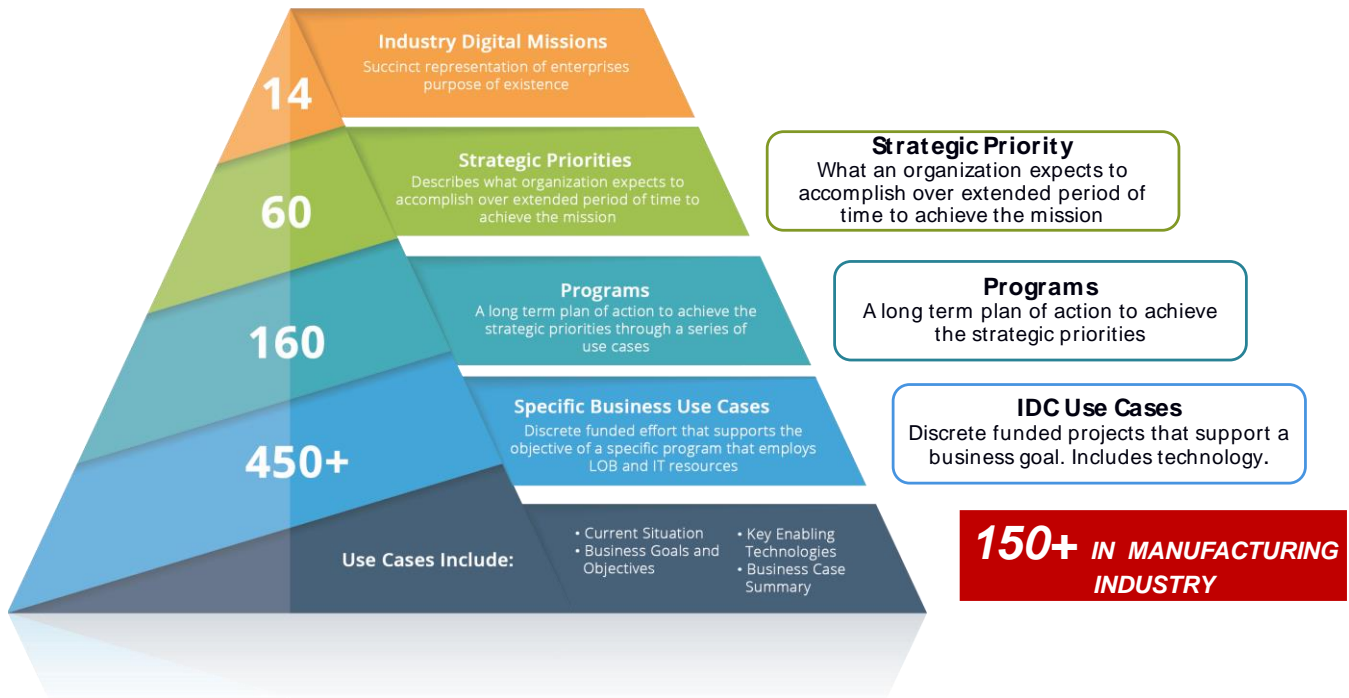 14
Industry Digital Missions
Succinct representation of enterprises
purpose of existence
60
Strategic Priorities
Describes what organization expects to
accomplish over extended period of time to
achieve the mission
Strategic Priority
What an organization expects to
accomplish over extended period of
time to achieve the mission
160
Programs
A long term plan of action to achieve the
strategic priorities through a series of
use cases
Programs
A long term plan of action to achieve
the strategic priorities
450+
Specific Business Use Cases
Discrete funded effort that supports the
objective of a specific program that employs
LOB and IT resources
IDC Use Cases
Discrete funded projects that support a
business goal. Includes technology.
Use Cases Include:
• Current Situation
• Business Goals and
Objectives
• Key Enabling
Technologies
• Business Case
Summary
150+ IN MANUFACTURING
INDUSTRY